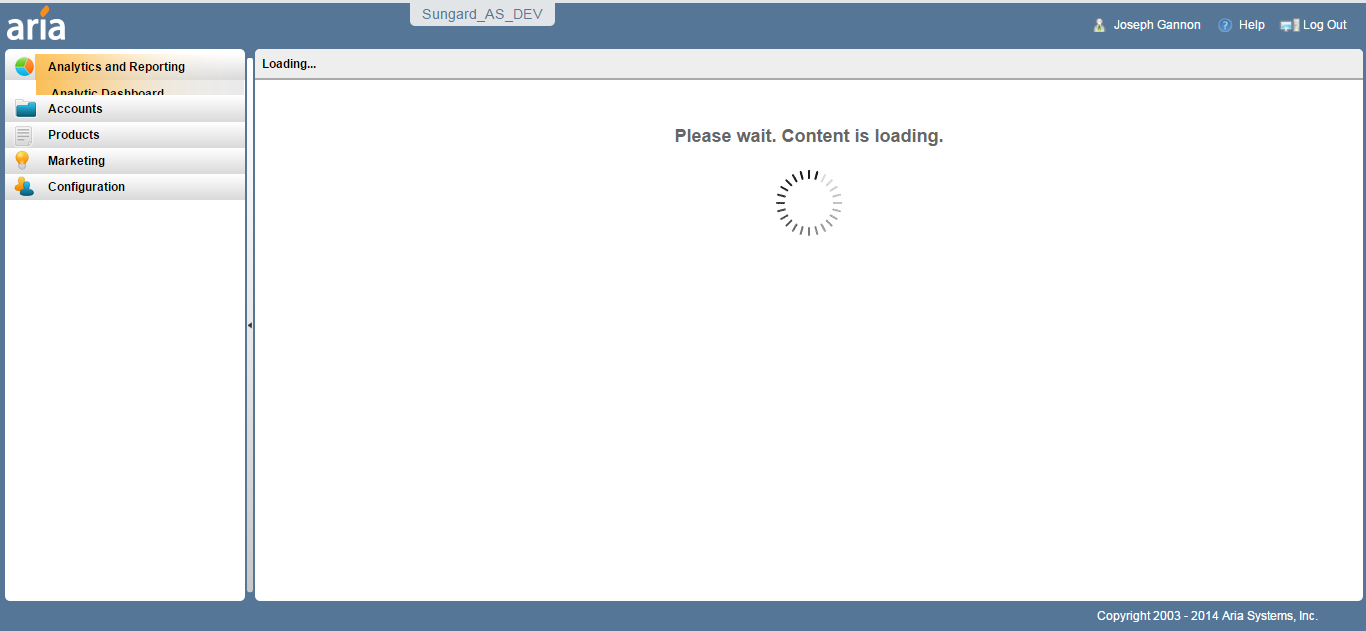 aria
Sungard_AS_DEV
Joseph Gannon
Help
Log Out
Analytics and Reporting
Analytic Dashboard
Accounts
Products
Marketing
Configuration
Loading...
Please wait. Content is loading.
Copyright 2003 - 2014 Aria Systems, Inc.